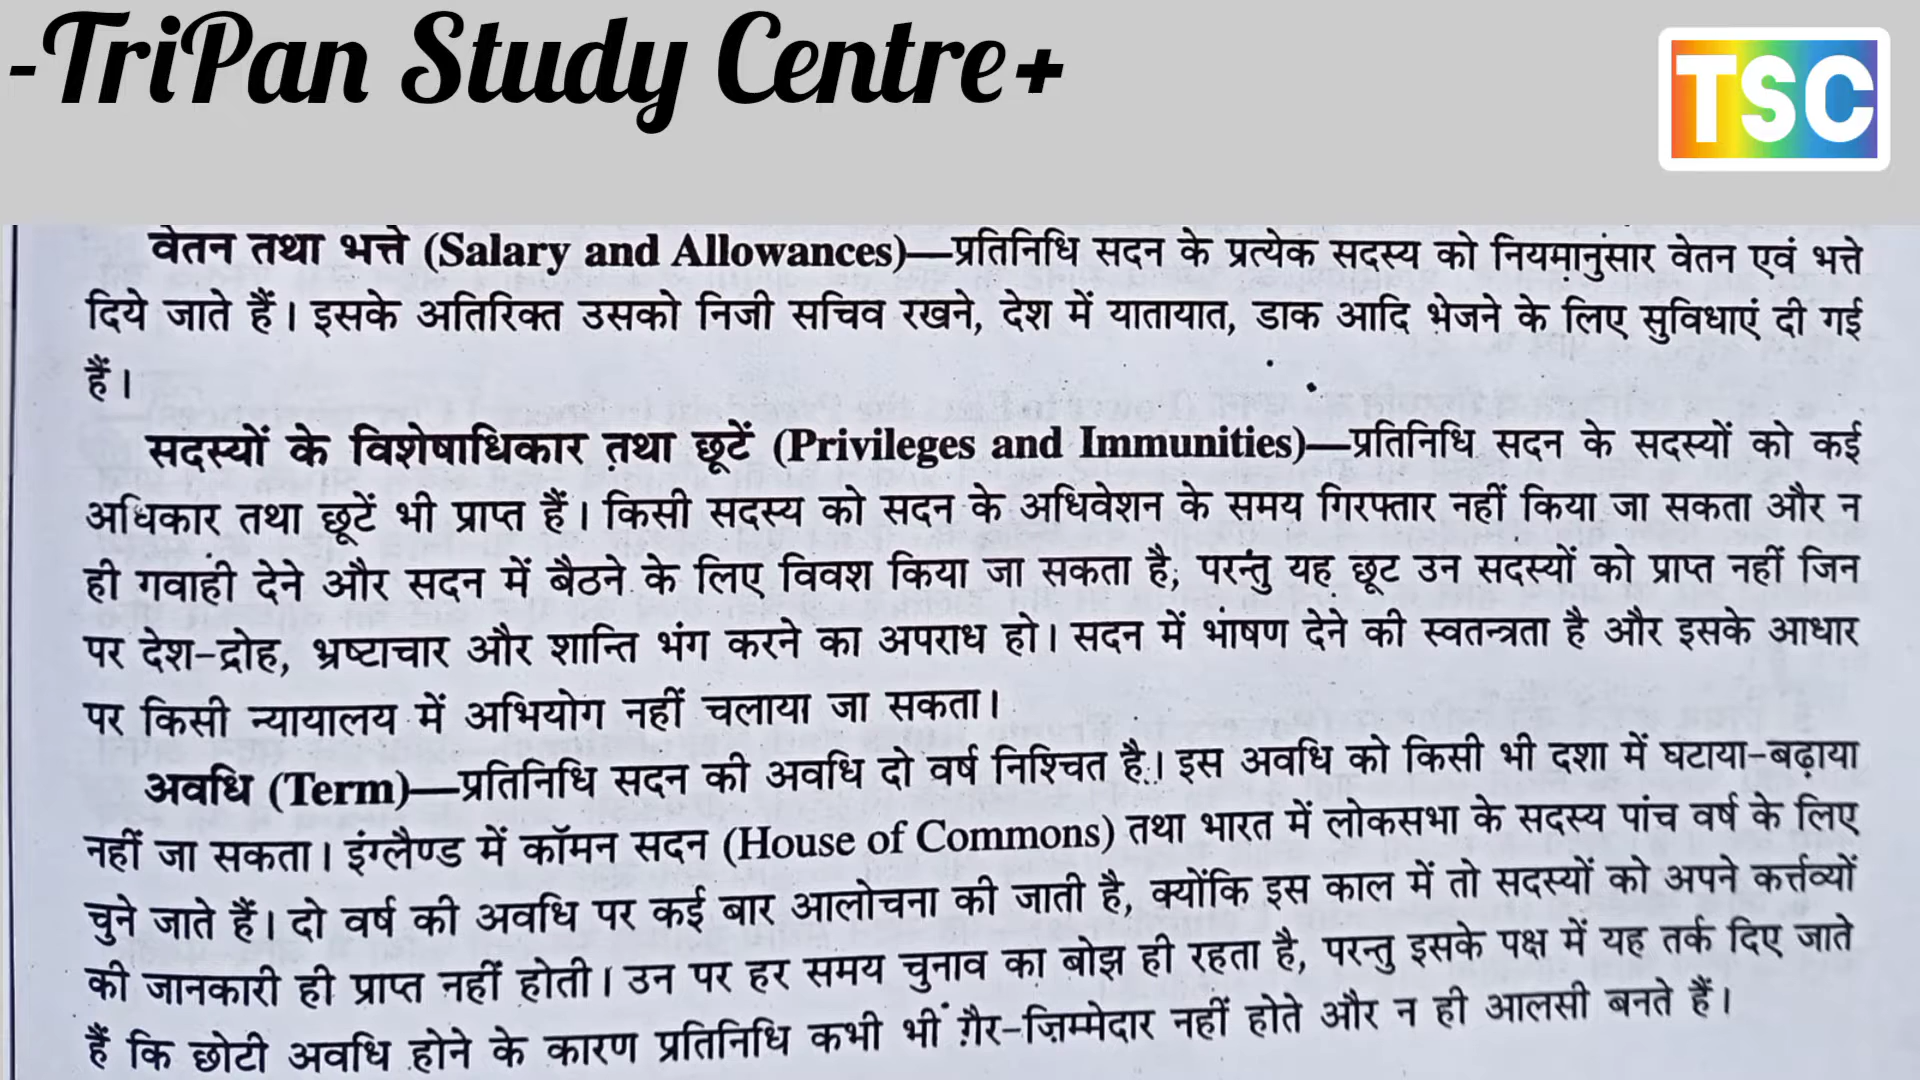 -TriPan Study Centre+
TSC
वेतन तथा भत्ते (Salary and Allowances)—प्रतिनिधि सदन के प्रत्येक सदस्य को नियमानुसार वेतन एवं भत्ते
दिये जाते हैं। इसके अतिरिक्त उसको निजी सचिव रखने, देश में यातायात, डाक आदि भेजने के लिए सुविधाएं दी गई
हैं।
सदस्यों के विशेषाधिकार तथा छूटें (Privileges and Immunities)—प्रतिनिधि सदन के सदस्यों को कई
अधिकार तथा छूटें भी प्राप्त हैं। किसी सदस्य को सदन के अधिवेशन के समय गिरफ्तार नहीं किया जा सकता और न
ही गवाही देने और सदन में बैठने के लिए विवश किया जा सकता है; परन्तु यह छूट उन सदस्यों को प्राप्त नहीं जिन
पर देश-द्रोह, भ्रष्टाचार और शान्ति भंग करने का अपराध हो। सदन में भाषण देने की स्वतन्त्रता है और इसके आधार
पर किसी न्यायालय में अभियोग नहीं चलाया जा सकता।
अवधि (Term)—प्रतिनिधि सदन की अवधि दो वर्ष निश्चित है। इस अवधि को किसी भी दशा में घटाया-बढ़ाया
नहीं जा सकता। इंग्लैण्ड में कॉमन सदन (House of Commons) तथा भारत में लोकसभा के सदस्य पांच वर्ष के लिए
चुने जाते हैं। दो वर्ष की अवधि पर कई बार आलोचना की जाती है, क्योंकि इस काल में तो सदस्यों को अपने कर्त्तव्यों
की जानकारी ही प्राप्त नहीं होती। उन पर हर समय चुनाव का बोझ ही रहता है, परन्तु इसके पक्ष में यह तर्क दिए जाते
हैं कि छोटी अवधि होने के कारण प्रतिनिधि कभी भी ग़ैर-ज़िम्मेदार नहीं होते और न ही आलसी बनते हैं।